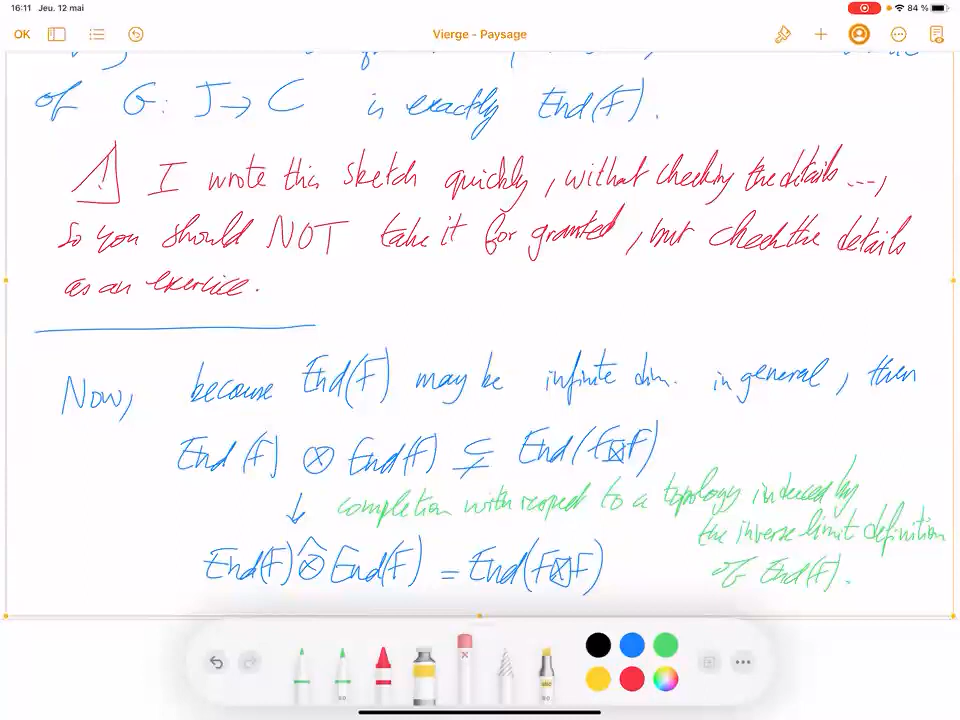 16:11 Jeu. 12 mai
84 %
OK
Vierge - Paysage
of G: J → C is exactly End(F).
⚠ I wrote this sketch quickly, without checking the details ...,
so you should NOT take it for granted, but check the details
as an exercice.
Now, because End(F) may be infinite dim. in general, then
End(F) ⊗ End(F) ⊊ End(F⊠F)
↓ completion with respect to a topology induced by
the inverse limit definition
of End(F).
End(F) ⊗̂ End(F) = End(F⊠F)